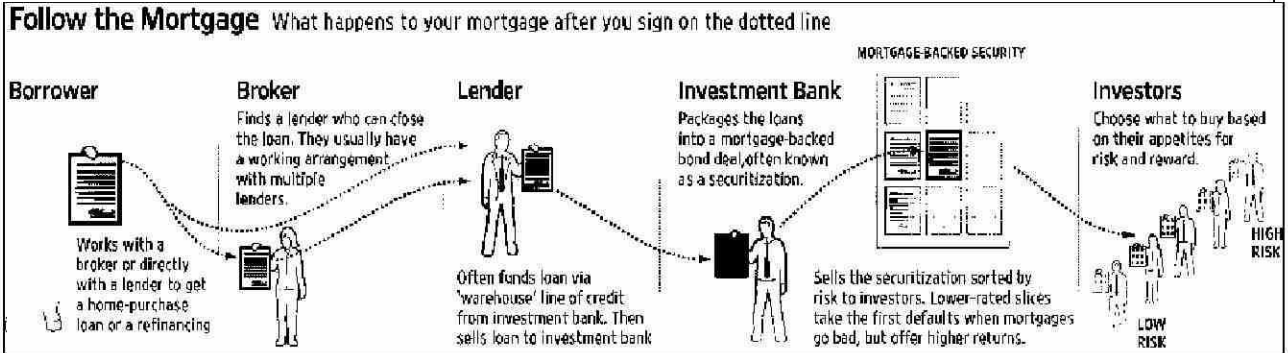 Follow the Mortgage What happens to your mortgage after you sign on the dotted line
Borrower
Works with a
broker or directly
with a lender to get
a home-purchase
loan or a refinancing
Broker
Finds a lender who can close
the loan. They usually have
a working arrangement
with multiple
lenders.
Lender
Often funds loan via
'warehouse' line of credit
from investment bank. Then
sells loan to investment bank
Investment Bank
Packages the loans
into a mortgage-backed
bond deal, often known
as a securitization.
MORTGAGE-BACKED SECURITY
Sells the securitization sorted by
risk to investors. Lower-rated slices
take the first defaults when mortgages
go bad, but offer higher returns.
Investors
Choose what to buy based
on their appetites for
risk and reward.
HIGH
RISK
LOW
RISK